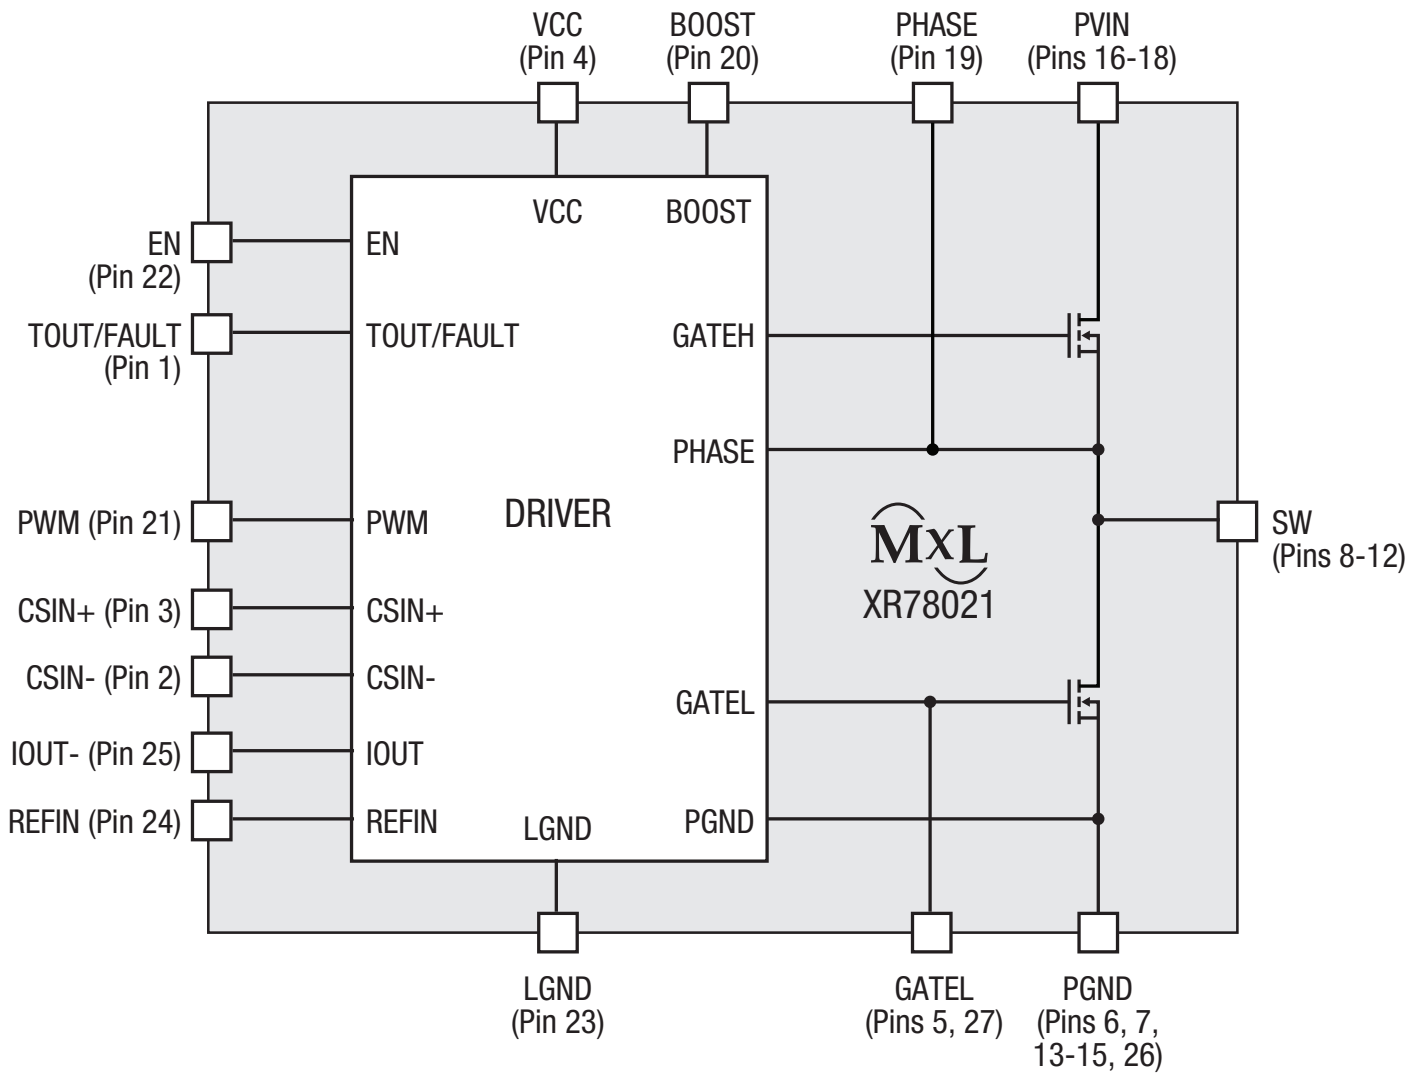 VCC
(Pin 4)
BOOST
(Pin 20)
PHASE
(Pin 19)
PVIN
(Pins 16-18)
VCC
BOOST
EN
(Pin 22)
EN
TOUT/FAULT
(Pin 1)
TOUT/FAULT
GATEH
PHASE
PWM (Pin 21)
PWM
DRIVER
MXL
XR78021
SW
(Pins 8-12)
CSIN+ (Pin 3)
CSIN+
CSIN- (Pin 2)
CSIN-
GATEL
IOUT- (Pin 25)
IOUT
REFIN (Pin 24)
REFIN
LGND
PGND
LGND
(Pin 23)
GATEL
(Pins 5, 27)
PGND
(Pins 6, 7,
13-15, 26)